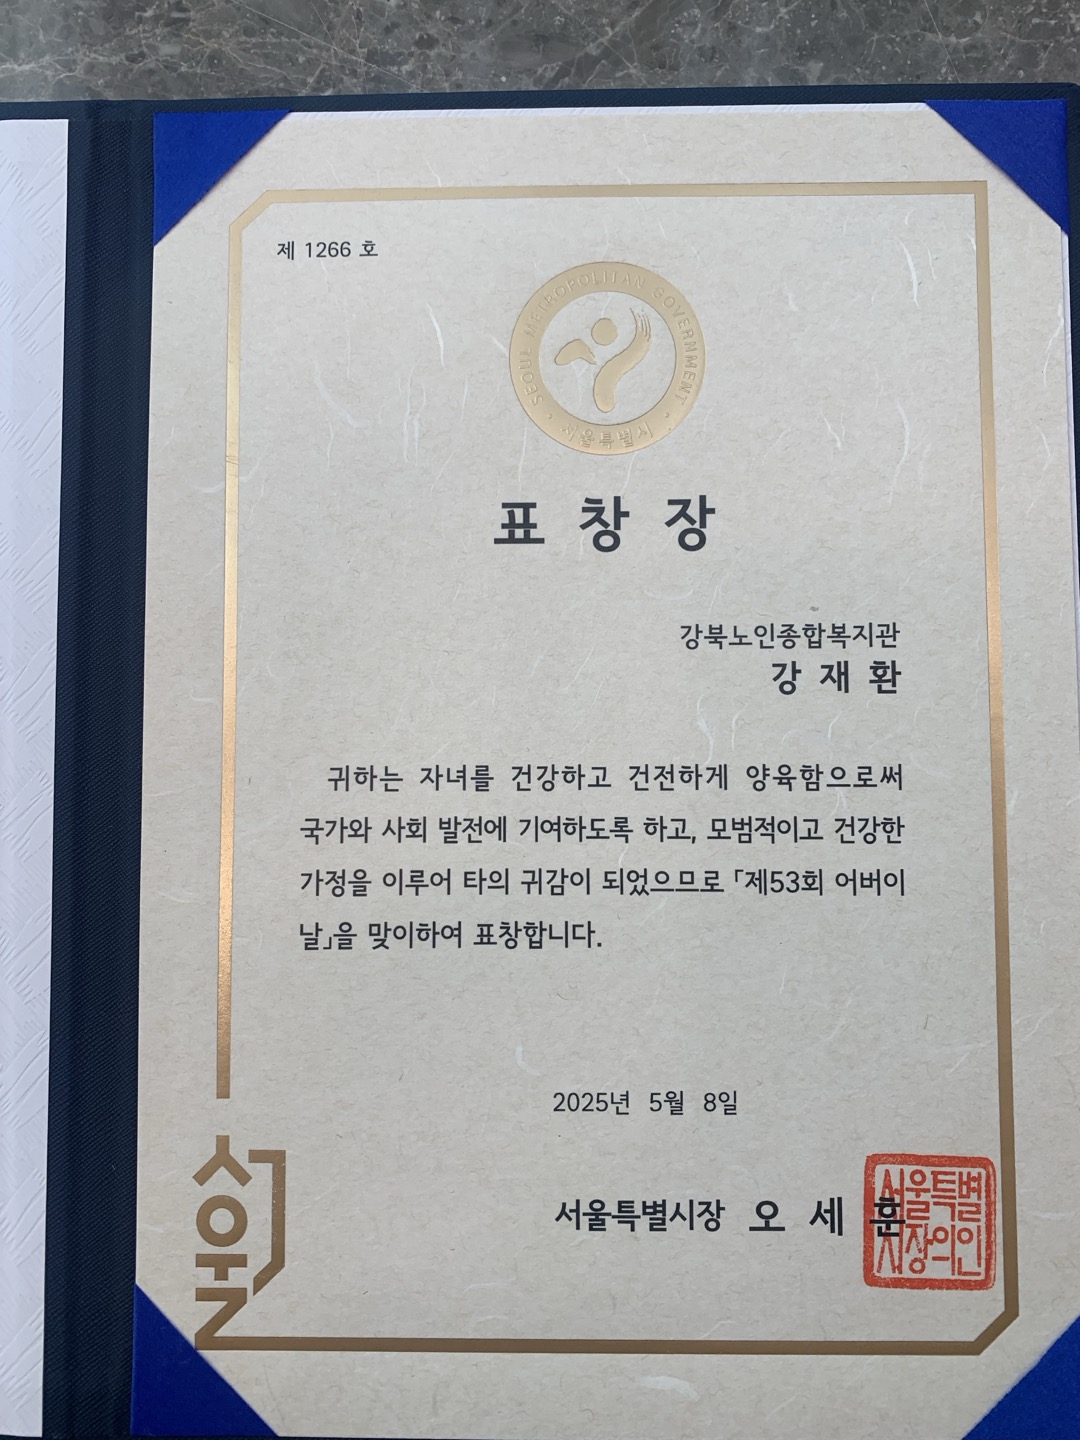 제 1266 호
SEOUL METROPOLITAN GOVERNMENT
서울특별시
표 창 장
강북노인종합복지관
강 재 환
귀하는 자녀를 건강하고 건전하게 양육함으로써
국가와 사회 발전에 기여하도록 하고, 모범적이고 건강한
가정을 이루어 타의 귀감이 되었으므로 「제53회 어버이
날」을 맞이하여 표창합니다.
2025년 5월 8일
서울특별시장 오 세 훈
서울특별
시장의인
서울